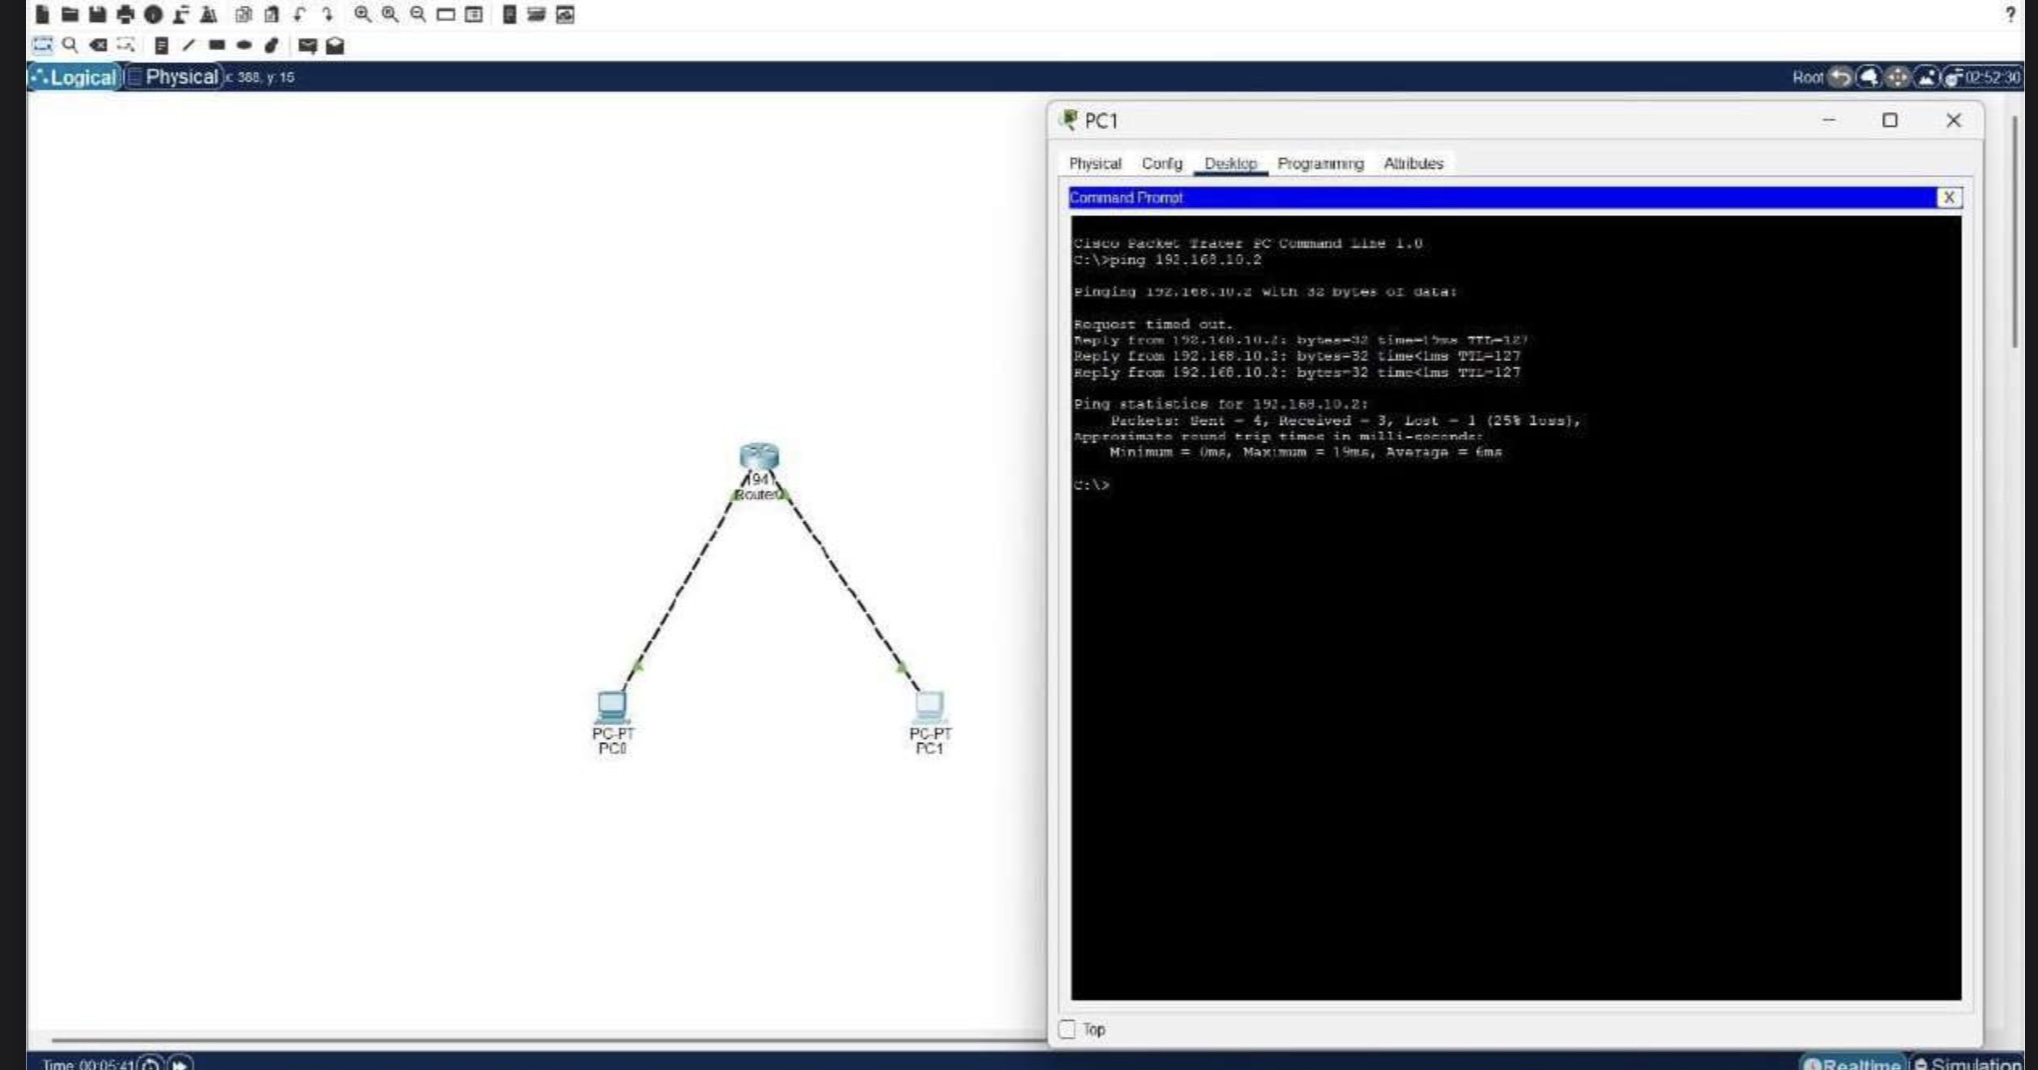 ?
Logical Physical x: 388, y: 15 Root 02:52:30
PC1
Physical Config Desktop Programming Attributes
Command Prompt X
Cisco Packet Tracer PC Command Line 1.0
C:\>ping 192.168.10.2
Pinging 192.168.10.2 with 32 bytes of data:
Request timed out.
Reply from 192.168.10.2: bytes=32 time=19ms TTL=127
Reply from 192.168.10.2: bytes=32 time<1ms TTL=127
Reply from 192.168.10.2: bytes=32 time<1ms TTL=127
Ping statistics for 192.168.10.2:
Packets: Sent = 4, Received = 3, Lost = 1 (25% loss),
Approximate round trip times in milli-seconds:
Minimum = 0ms, Maximum = 19ms, Average = 6ms
C:\>
1941
Router0
PC-PT
PC0
PC-PT
PC1
Top
Time: 00:05:41 Realtime Simulation